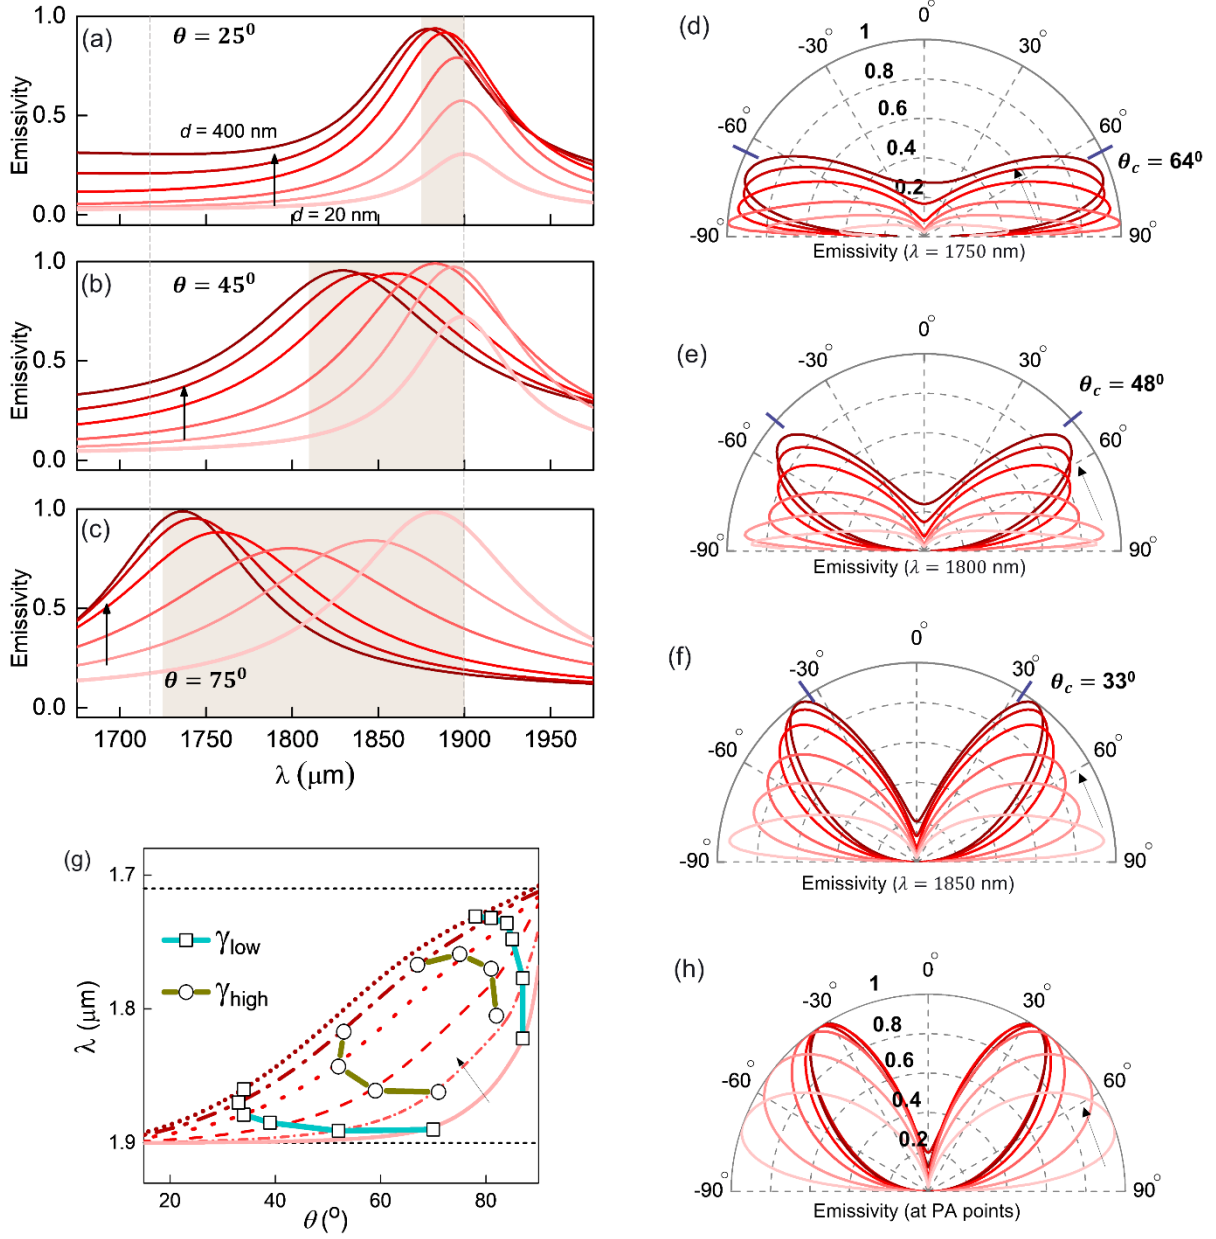 (a)
θ = 25⁰
Emissivity
1.0
0.5
0.0
d = 400 nm
d = 20 nm
(b)
θ = 45⁰
Emissivity
1.0
0.5
0.0
(c)
θ = 75⁰
Emissivity
1.0
0.5
0.0
1700 1750 1800 1850 1900 1950
λ (μm)
(d)
-90° -60° -30° 0° 30° 60° 90°
1
0.8
0.6
0.4
0.2
θc = 64⁰
Emissivity (λ = 1750 nm)
(e)
-90° -60° -30° 0° 30° 60° 90°
θc = 48⁰
Emissivity (λ = 1800 nm)
(f)
-90° -60° -30° 0° 30° 60° 90°
θc = 33⁰
Emissivity (λ = 1850 nm)
(g)
λ (μm)
1.7
1.8
1.9
γlow
γhigh
20 40 60 80
θ (°)
(h)
-90° -60° -30° 0° 30° 60° 90°
1
0.8
0.6
0.4
0.2
Emissivity (at PA points)